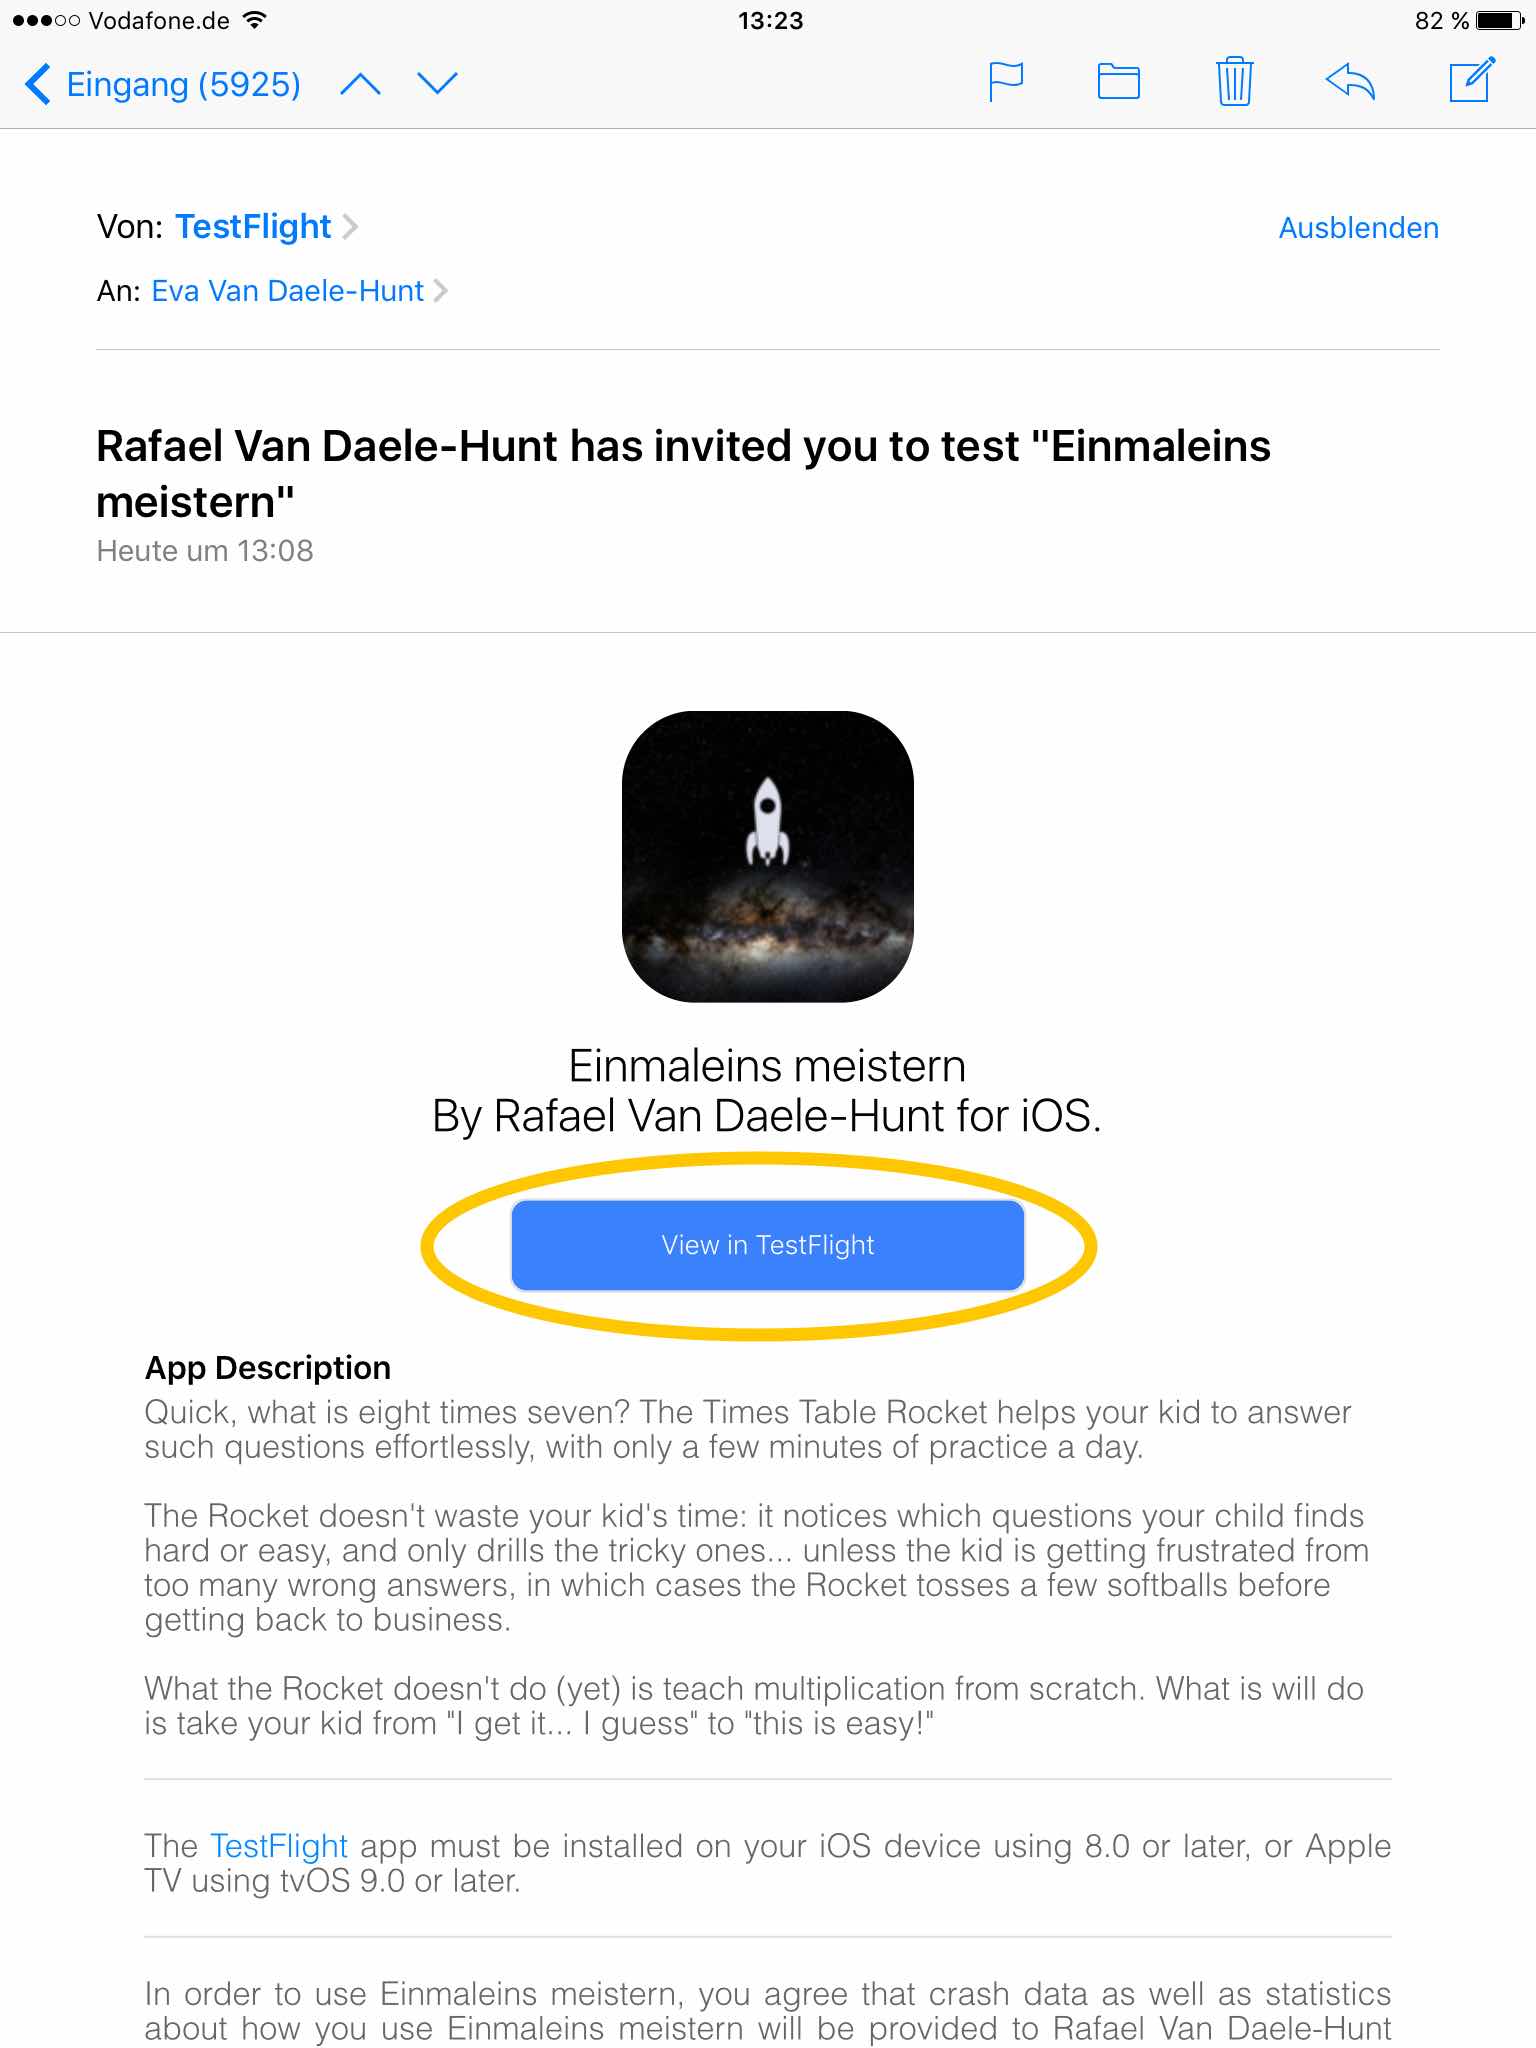 Vodafone.de 13:23 82 %
Eingang (5925)
Von: TestFlight Ausblenden
An: Eva Van Daele-Hunt
Rafael Van Daele-Hunt has invited you to test "Einmaleins
meistern"
Heute um 13:08
Einmaleins meistern
By Rafael Van Daele-Hunt for iOS.
View in TestFlight
App Description
Quick, what is eight times seven? The Times Table Rocket helps your kid to answer
such questions effortlessly, with only a few minutes of practice a day.
The Rocket doesn't waste your kid's time: it notices which questions your child finds
hard or easy, and only drills the tricky ones... unless the kid is getting frustrated from
too many wrong answers, in which cases the Rocket tosses a few softballs before
getting back to business.
What the Rocket doesn't do (yet) is teach multiplication from scratch. What is will do
is take your kid from "I get it... I guess" to "this is easy!"
The TestFlight app must be installed on your iOS device using 8.0 or later, or Apple
TV using tvOS 9.0 or later.
In order to use Einmaleins meistern, you agree that crash data as well as statistics
about how you use Einmaleins meistern will be provided to Rafael Van Daele-Hunt